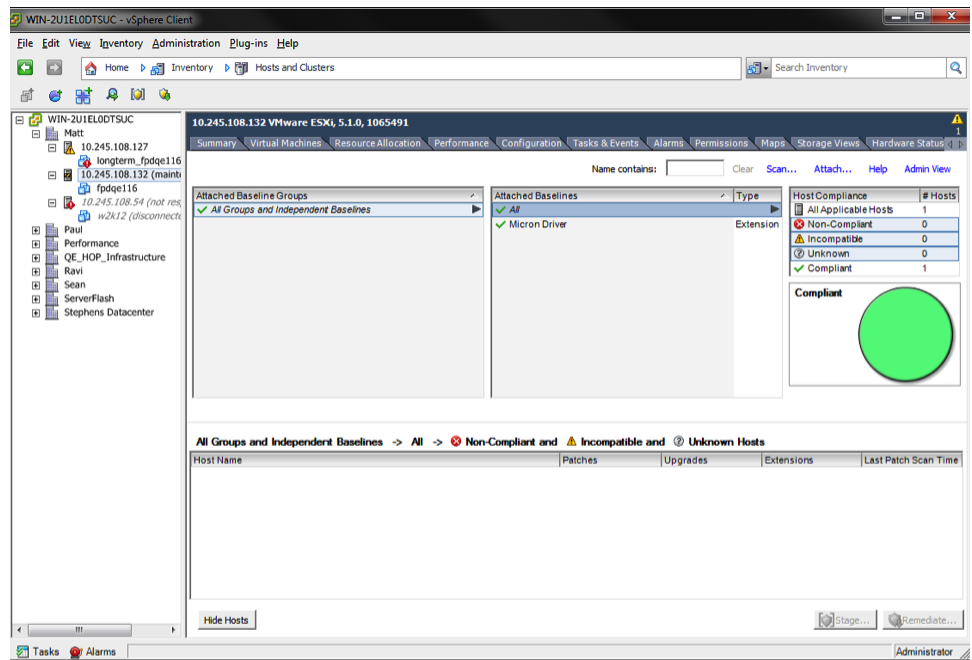 WIN-2U1EL0DTSUC - vSphere Client
File Edit View Inventory Administration Plug-ins Help
Home Inventory Hosts and Clusters
Search Inventory
WIN-2U1EL0DTSUC
Matt
10.245.108.127
longterm_fpdqe116
10.245.108.132 (mainte
fpdqe116
10.245.108.54 (not res
w2k12 (disconnecte
Paul
Performance
QE_HOP_Infrastructure
Ravi
Sean
ServerFlash
Stephens Datacenter
10.245.108.132 VMware ESXi, 5.1.0, 1065491
1
Summary Virtual Machines Resource Allocation Performance Configuration Tasks & Events Alarms Permissions Maps Storage Views Hardware Status
Name contains: Clear Scan... Attach... Help Admin View
Attached Baseline Groups
All Groups and Independent Baselines
Attached Baselines Type
All
Micron Driver Extension
Host Compliance # Hosts
All Applicable Hosts 1
Non-Compliant 0
Incompatible 0
Unknown 0
Compliant 1
Compliant
All Groups and Independent Baselines -> All -> Non-Compliant and Incompatible and Unknown Hosts
Host Name Patches Upgrades Extensions Last Patch Scan Time
Hide Hosts Stage... Remediate...
Tasks Alarms Administrator